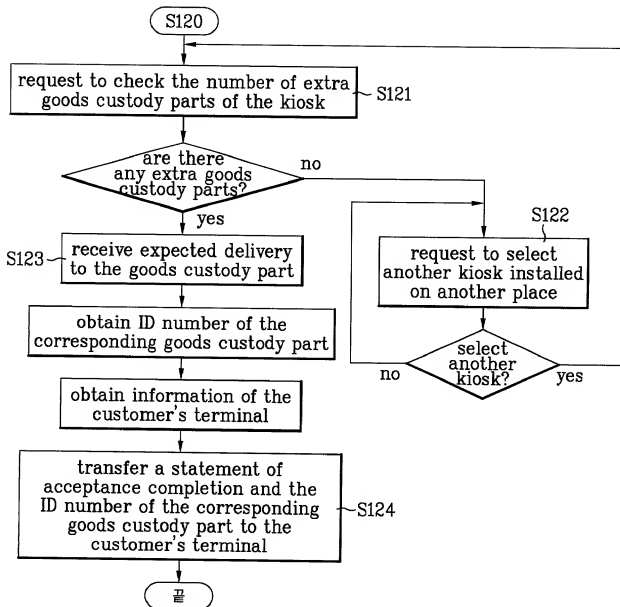 S120
request to check the number of extra
goods custody parts of the kiosk
S121
are there
any extra goods
custody parts?
no
yes
S122
S123
receive expected delivery
to the goods custody part
request to select
another kiosk installed
on another place
obtain ID number of the
corresponding goods custody part
select
another
kiosk?
no
yes
obtain information of the
customer's terminal
transfer a statement of
acceptance completion and the
ID number of the corresponding
goods custody part to the
customer's terminal
S124
끝